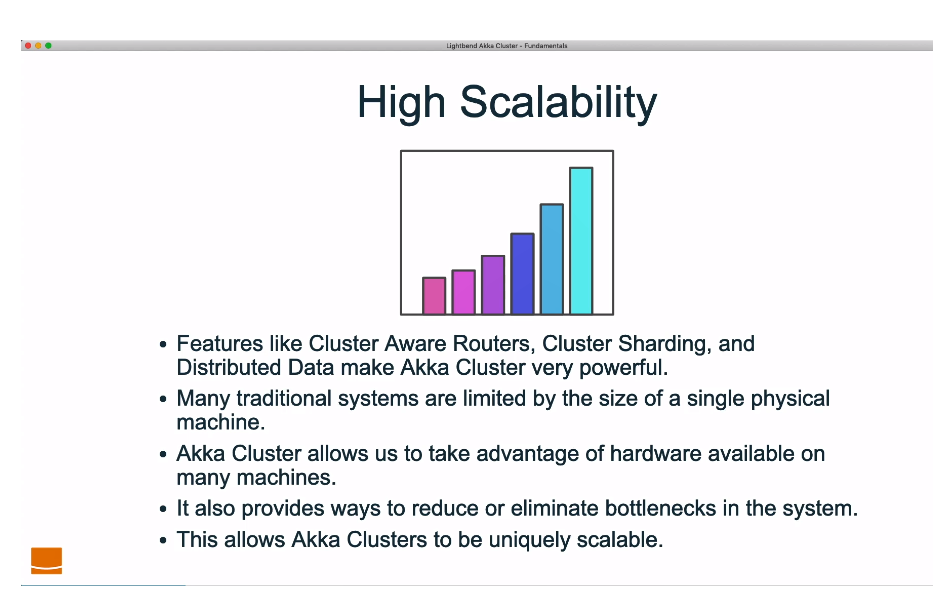 Lightbend Akka Cluster - Fundamentals
High Scalability
• Features like Cluster Aware Routers, Cluster Sharding, and
Distributed Data make Akka Cluster very powerful.
• Many traditional systems are limited by the size of a single physical
machine.
• Akka Cluster allows us to take advantage of hardware available on
many machines.
• It also provides ways to reduce or eliminate bottlenecks in the system.
• This allows Akka Clusters to be uniquely scalable.